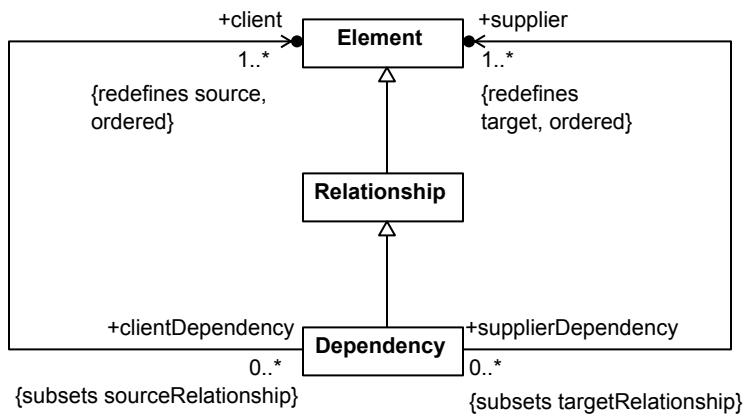 +client
Element
+supplier
1..*
1..*
{redefines source,
ordered}
{redefines
target, ordered}
Relationship
+clientDependency
+supplierDependency
Dependency
0..*
0..*
{subsets sourceRelationship}
{subsets targetRelationship}